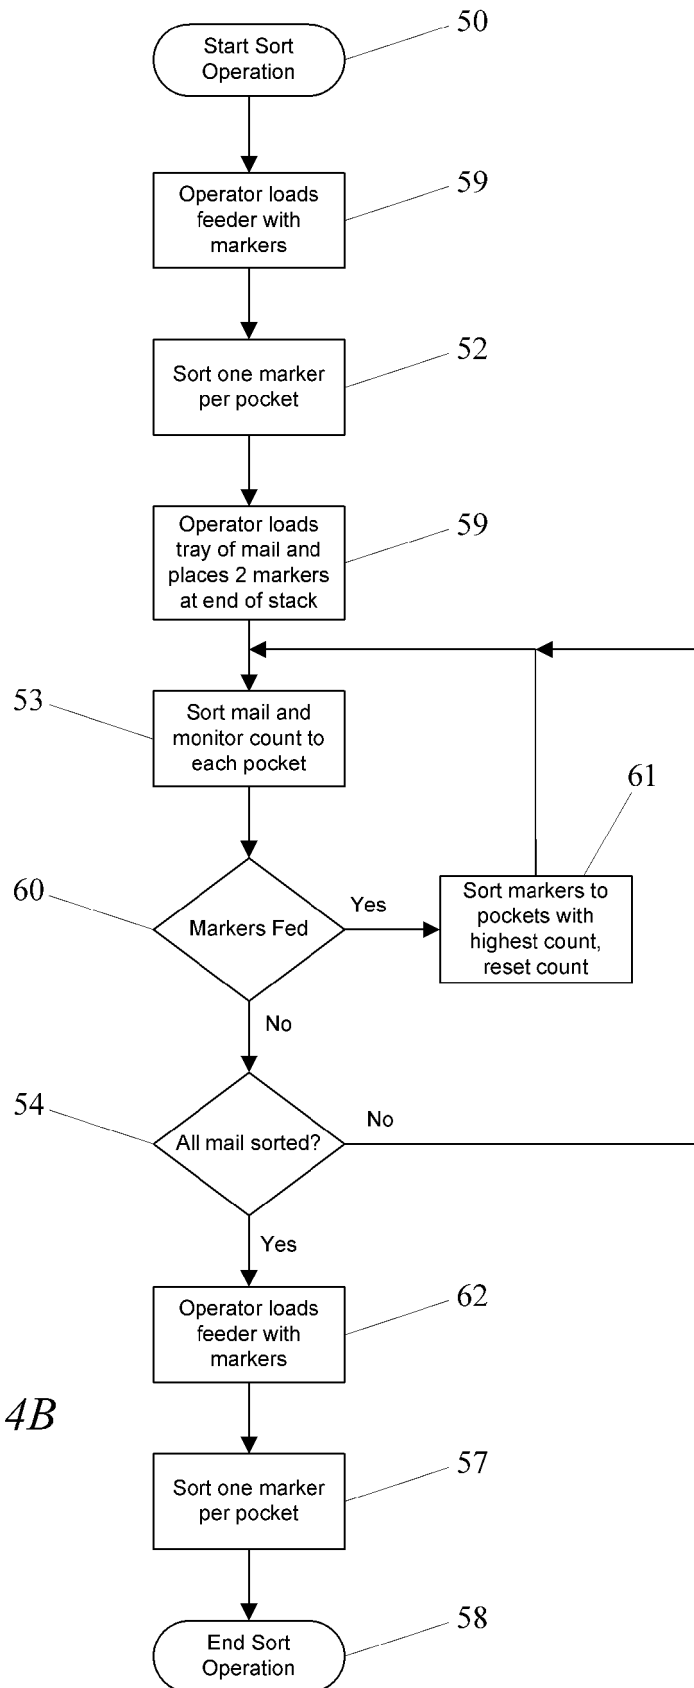 50
Start Sort
Operation
59
Operator loads
feeder with
markers
52
Sort one marker
per pocket
59
Operator loads
tray of mail and
places 2 markers
at end of stack
53
Sort mail and
monitor count to
each pocket
61
60
Markers Fed
Yes
Sort markers to
pockets with
highest count,
reset count
No
54
All mail sorted?
No
Yes
62
Operator loads
feeder with
markers
4B
57
Sort one marker
per pocket
58
End Sort
Operation